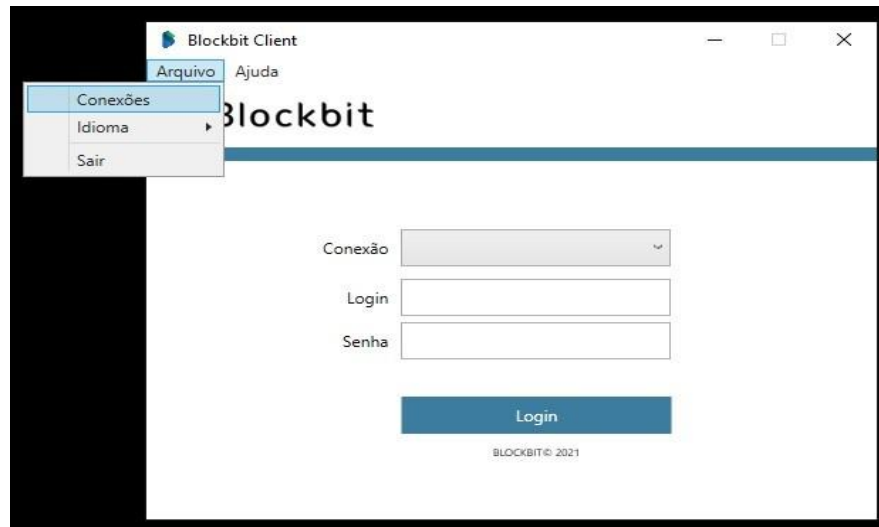 Blockbit Client
Arquivo Ajuda
Conexões
Idioma
Sair
Blockbit
Conexão
Login
Senha
Login
BLOCKBIT© 2021